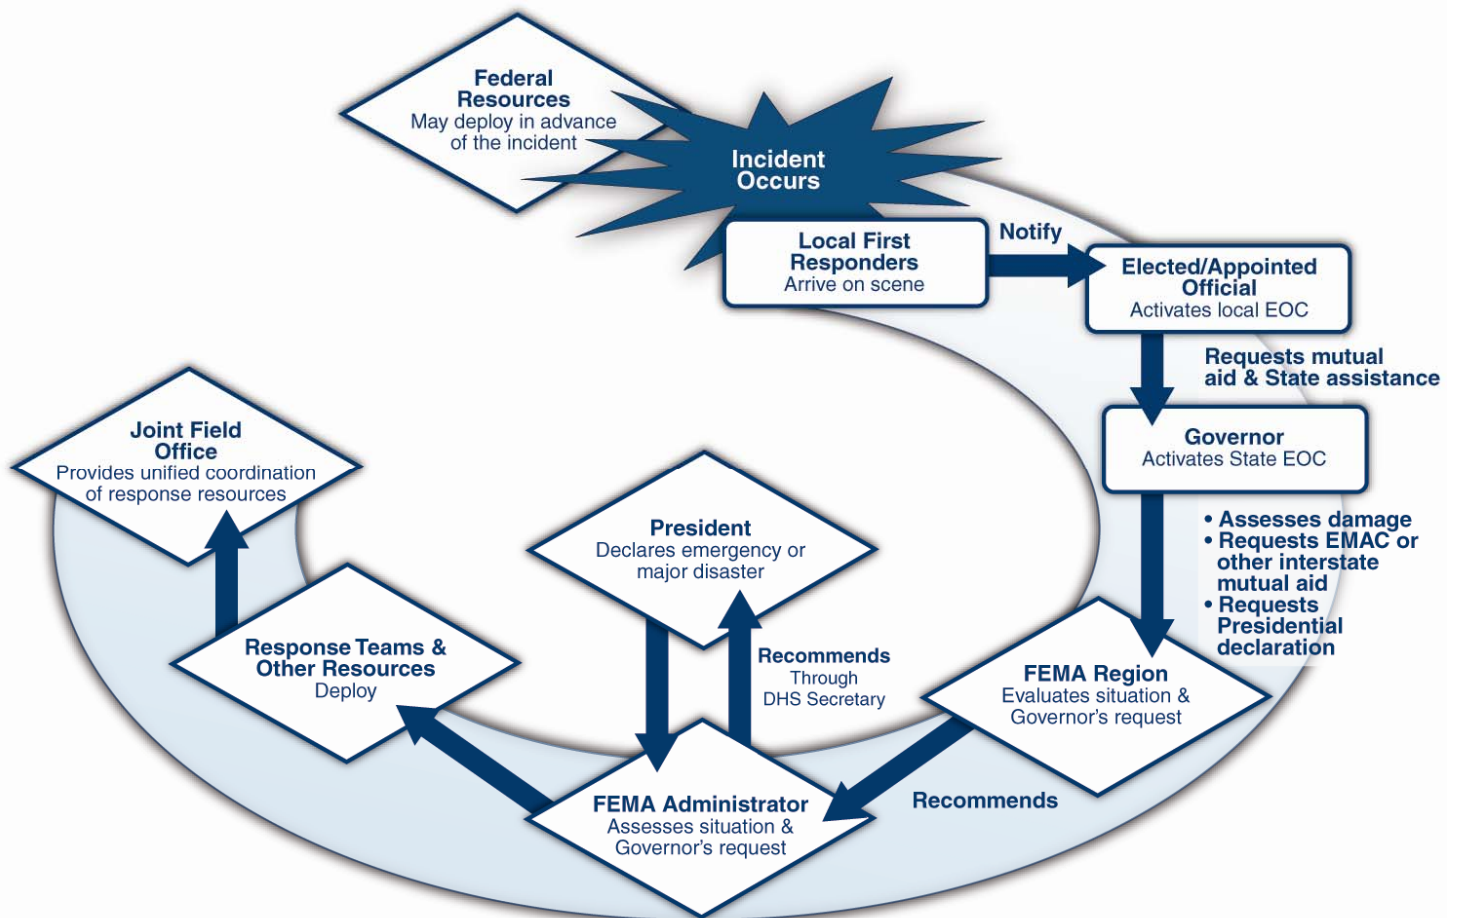 Federal
Resources
May deploy in advance
of the incident
Incident
Occurs
Local First
Responders
Arrive on scene
Notify
Elected/Appointed
Official
Activates local EOC
Requests mutual
aid & State assistance
Governor
Activates State EOC
• Assesses damage
• Requests EMAC or
other interstate
mutual aid
• Requests
Presidential
declaration
FEMA Region
Evaluates situation &
Governor's request
Recommends
FEMA Administrator
Assesses situation &
Governor's request
Recommends
Through
DHS Secretary
President
Declares emergency or
major disaster
Response Teams &
Other Resources
Deploy
Joint Field
Office
Provides unified coordination
of response resources